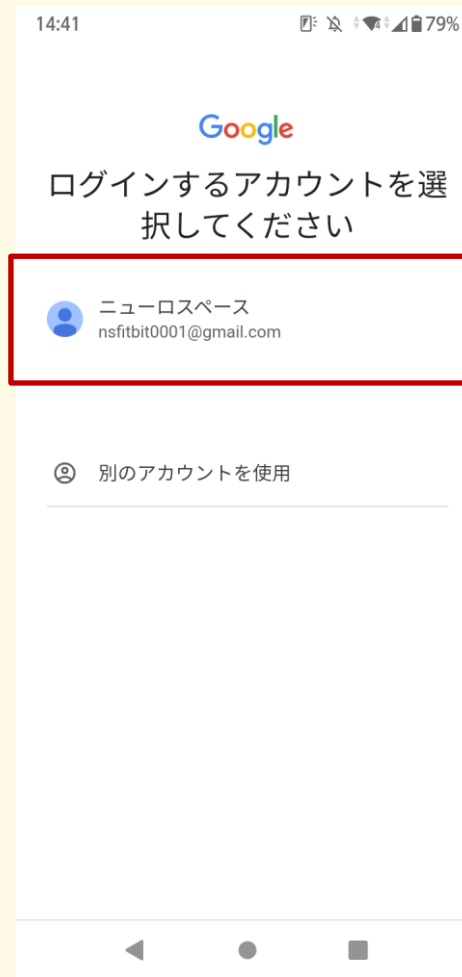 14:41 79%
Google
ログインするアカウントを選
択してください
ニューロスペース
nsfitbit0001@gmail.com
別のアカウントを使用